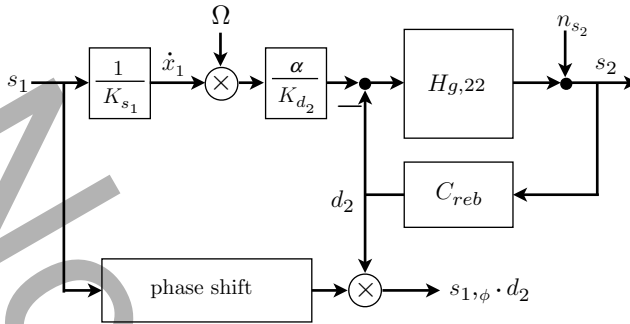 Ω
n_{s_2}
s_1
1/K_{s_1}
ẋ_1
×
α/K_{d_2}
H_{g,22}
s_2
−
C_{reb}
d_2
phase shift
×
s_{1,ϕ} · d_2